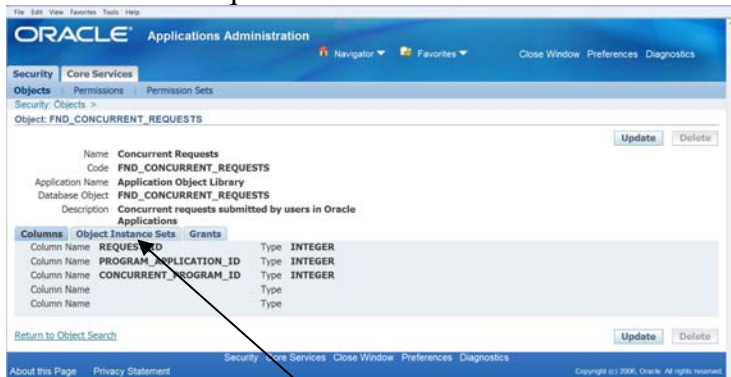 File Edit View Favorites Tools Help
ORACLE Applications Administration
Navigator Favorites Close Window Preferences Diagnostics
Security Core Services
Objects Permissions Permission Sets
Security: Objects >
Object: FND_CONCURRENT_REQUESTS
Update Delete
Name Concurrent Requests
Code FND_CONCURRENT_REQUESTS
Application Name Application Object Library
Database Object FND_CONCURRENT_REQUESTS
Description Concurrent requests submitted by users in Oracle
Applications
Columns Object Instance Sets Grants
Column Name REQUEST_ID Type INTEGER
Column Name PROGRAM_APPLICATION_ID Type INTEGER
Column Name CONCURRENT_PROGRAM_ID Type INTEGER
Column Name Type
Column Name Type
Return to Object Search Update Delete
Security Core Services Close Window Preferences Diagnostics
About this Page Privacy Statement Copyright (c) 2006, Oracle. All rights reserved.